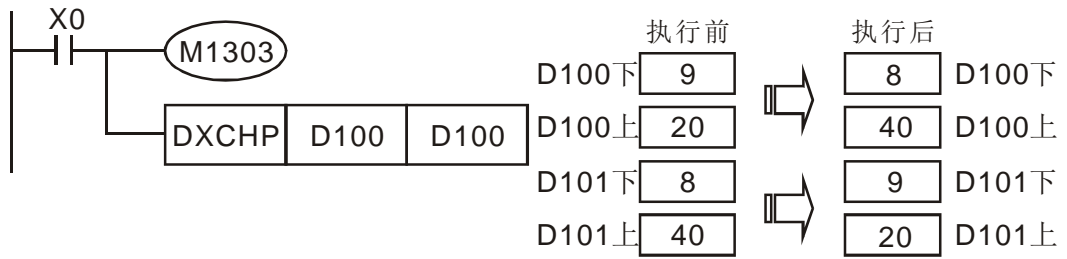 X0
M1303
DXCHP D100 D100
执行前 执行后
D100下 9 8 D100下
D100上 20 40 D100上
D101下 8 9 D101下
D101上 40 20 D101上